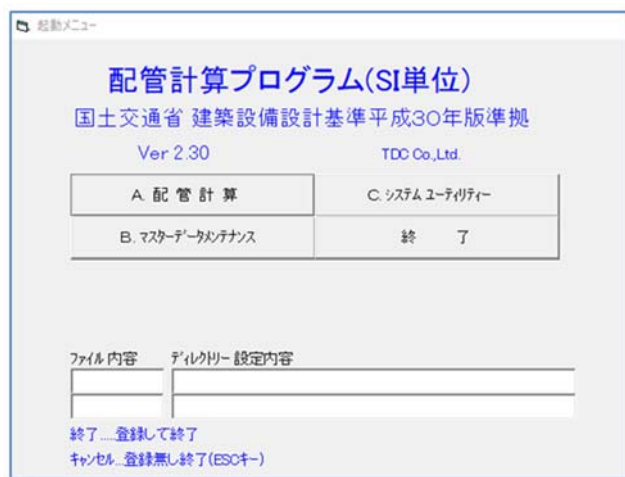 起動メニュー
配管計算プログラム(SI単位)
国土交通省 建築設備設計基準平成30年版準拠
Ver 2.30 TDC Co.,Ltd.
A. 配 管 計 算 C. システム ユーティリティー
B. マスターデータメンテナンス 終 了
ファイル 内容 ディレクトリー 設定内容
終了.....登録して終了
キャンセル...登録無し終了(ESCキー)